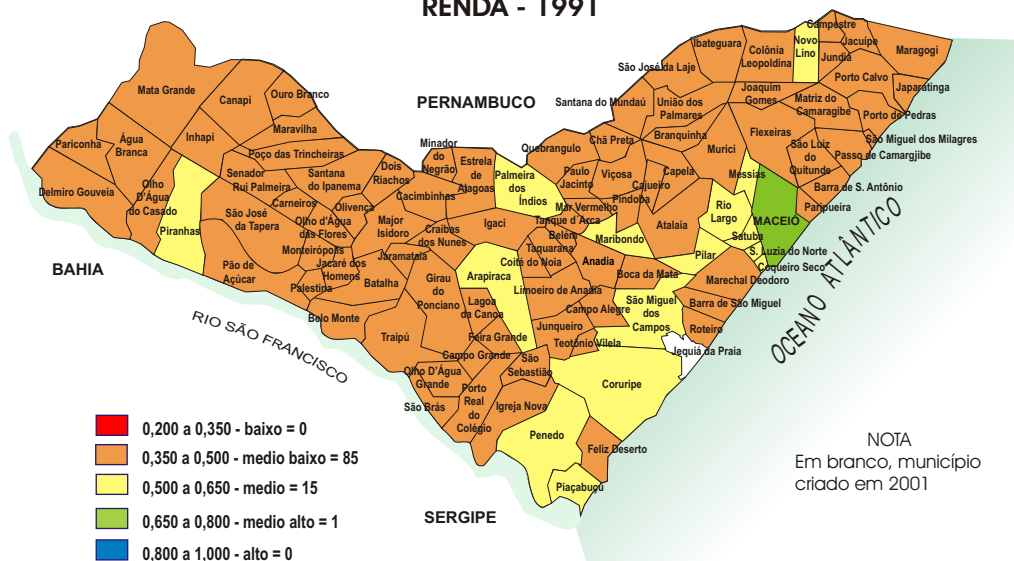 RENDA - 1991
Campestre
Novo
Lino
Jacuípe
Ibateguara
Colônia
Leopoldina
Maragogi
Jundiá
São José da Laje
Porto Calvo
Mata Grande
Canapi
Ouro Branco
PERNAMBUCO
Santana do Mundaú
União dos
Palmares
Joaquim
Gomes
Matriz do
Camaragibe
Japaratinga
Porto de Pedras
Maravilha
Inhapi
Pariconha
Água
Branca
Minador
do
Negrão
Quebrangulo
Chã Preta
Branquinha
Flexeiras
São Miguel dos Milagres
Murici
São Luiz
do
Quitunde
Passo de Camargjibe
Poço das Trincheiras
Estrela
de
Alagoas
Dois
Riachos
Senador
Rui Palmeira
Santana
do Ipanema
Palmeira
dos
Índios
Paulo
Jacinto
Viçosa
Capela
Cajueiro
Messias
Delmiro Gouveia
Olho
D'Água
do Casado
Carneiros
Cacimbinhas
Pindoba
Barra de S. Antônio
Olivença
Mar Vermelho
Rio
Largo
Paripueira
São José
da Tapera
Olho d'Água
das Flores
Major
Isidoro
Craibas
dos Nunes
Igaci
Tanque d'Arca
Atalaia
MACEIÓ
Piranhas
Belém
Maribondo
Satuba
Monteirópolis
Jaramataia
Taquarana
S. Luzia do Norte
Pilar
BAHIA
Pão de
Açúcar
Jacaré dos
Homens
Coité do Noia
Anadia
Coqueiro Seco
Arapiraca
Boca da Mata
Marechal Deodoro
Palestina
Batalha
Girau
do
Ponciano
Limoeiro de Anadia
OCEANO ATLÂNTICO
Lagoa
da Canoa
São Miguel
dos
Campos
Barra de São Miguel
Belo Monte
Campo Alegre
RIO SÃO FRANCISCO
Traipú
Junqueiro
Roteiro
Feira Grande
Teotônio Vilela
Jequiá da Praia
Campo Grande
São
Sebastião
Olho D'Água
Grande
Coruripe
Porto
Real
do
Colégio
São Brás
Igreja Nova
Penedo
Feliz Deserto
Piaçabuçú
SERGIPE
0,200 a 0,350 - baixo = 0
0,350 a 0,500 - medio baixo = 85
0,500 a 0,650 - medio = 15
0,650 a 0,800 - medio alto = 1
0,800 a 1,000 - alto = 0
NOTA
Em branco, município
criado em 2001